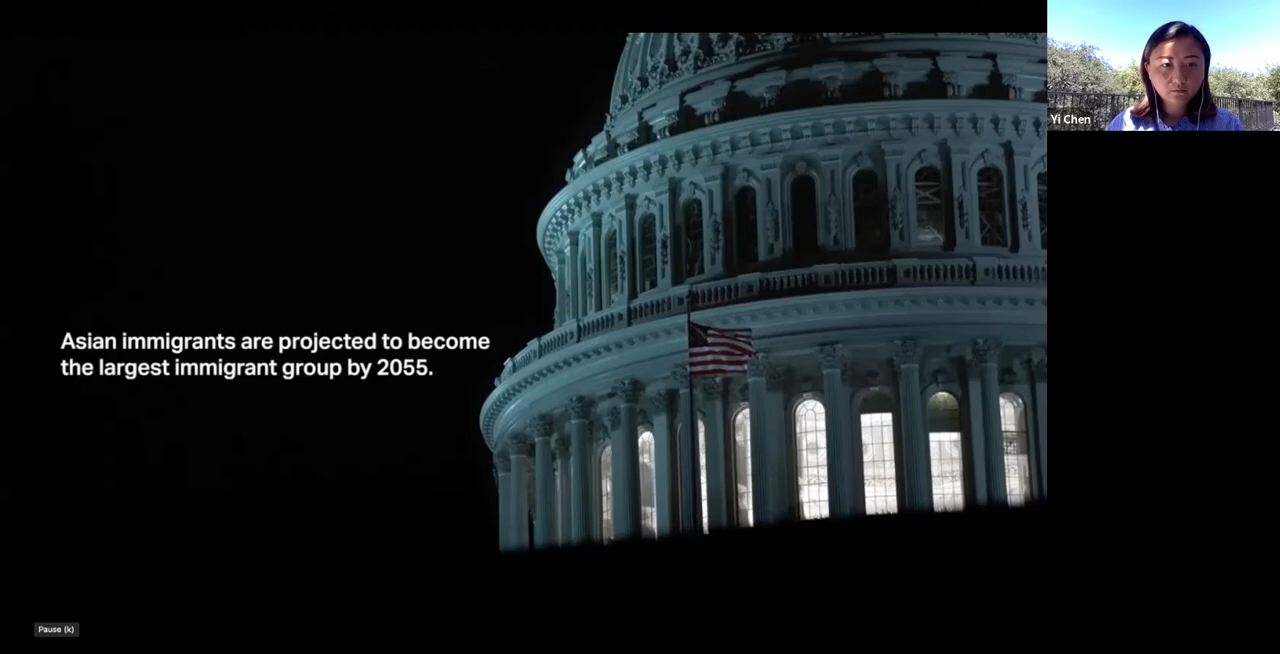 Yi Chen
Asian immigrants are projected to become
the largest immigrant group by 2055.
Pause (k)